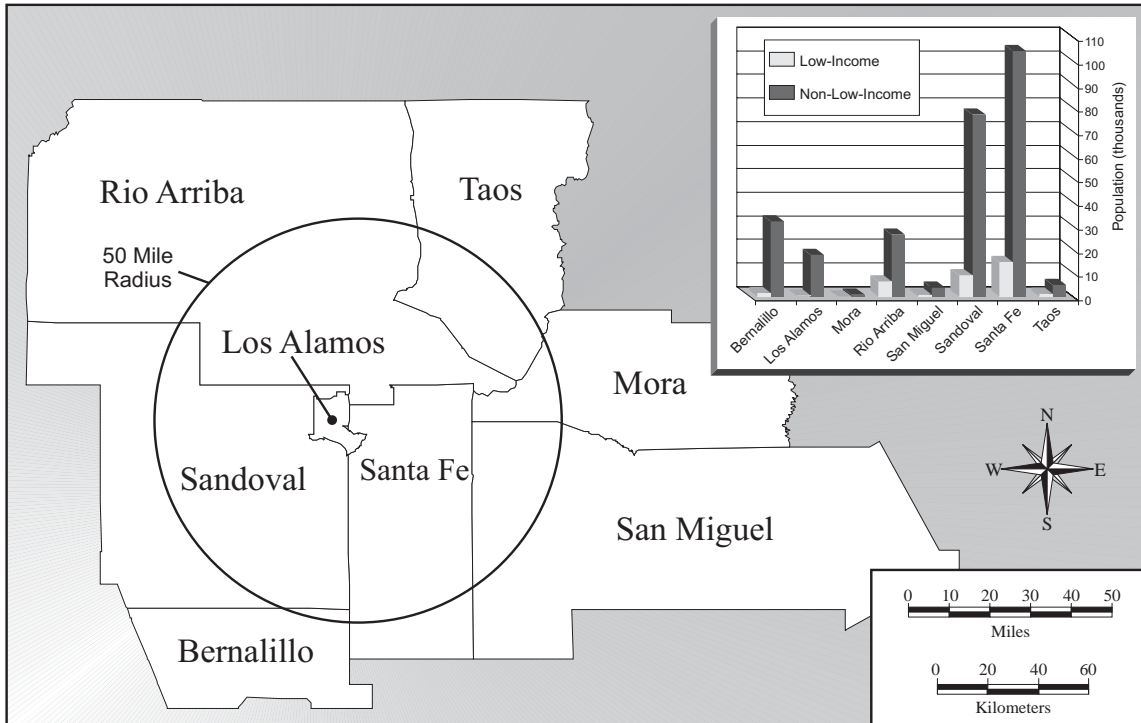 Low-Income
Non-Low-Income
110
100
90
80
70
60
50
40
30
20
10
0
Population (thousands)
Bernalillo
Los Alamos
Mora
Rio Arriba
San Miguel
Sandoval
Santa Fe
Taos
Rio Arriba
Taos
50 Mile
Radius
Los Alamos
Mora
Sandoval
Santa Fe
San Miguel
Bernalillo
N
W E
S
0 10 20 30 40 50
Miles
0 20 40 60
Kilometers